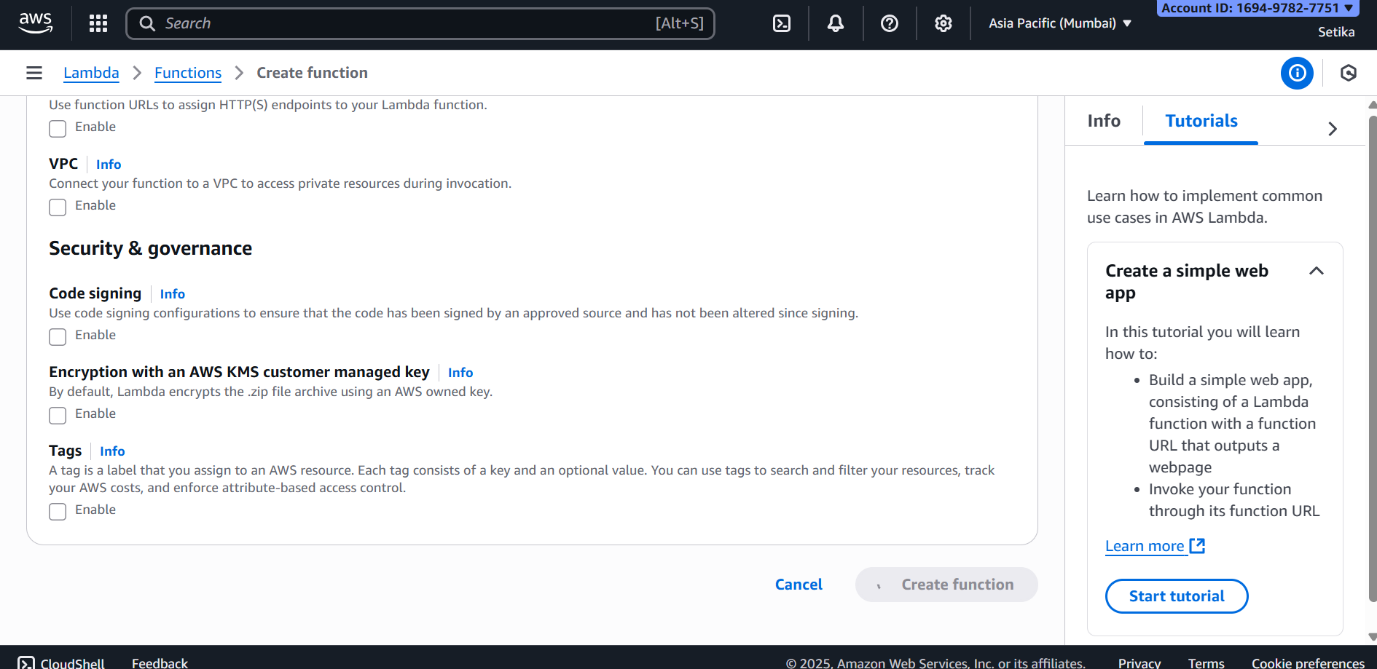 aws
Search
[Alt+S]
Asia Pacific (Mumbai)
Account ID: 1694-9782-7751
Setika
Lambda
Functions
Create function
Use function URLs to assign HTTP(S) endpoints to your Lambda function.
Enable
VPC
Info
Connect your function to a VPC to access private resources during invocation.
Enable
Security & governance
Code signing
Info
Use code signing configurations to ensure that the code has been signed by an approved source and has not been altered since signing.
Enable
Encryption with an AWS KMS customer managed key
Info
By default, Lambda encrypts the .zip file archive using an AWS owned key.
Enable
Tags
Info
A tag is a label that you assign to an AWS resource. Each tag consists of a key and an optional value. You can use tags to search and filter your resources, track
your AWS costs, and enforce attribute-based access control.
Enable
Cancel
Create function
Info
Tutorials
Learn how to implement common
use cases in AWS Lambda.
Create a simple web
app
In this tutorial you will learn
how to:
• Build a simple web app,
consisting of a Lambda
function with a function
URL that outputs a
webpage
• Invoke your function
through its function URL
Learn more
Start tutorial
CloudShell
Feedback
© 2025, Amazon Web Services, Inc. or its affiliates.
Privacy
Terms
Cookie preferences